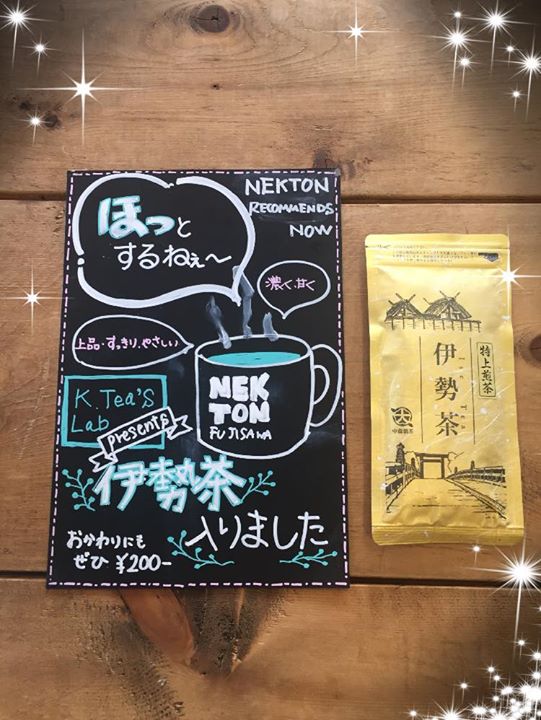 ほっと
するねぇ〜
NEKTON
RECOMMENDS
NOW
濃く、甘く
上品・すっきり、やさしい
NEK
TON
FUJISAWA
K.Tea's
Lab
presents
伊勢茶
入りました
おかわりにも
ぜひ ¥200-
特上煎茶
伊勢茶